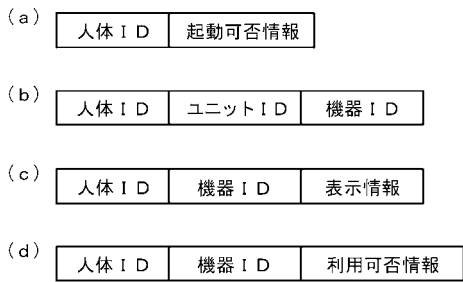 (a) 人体ID 起動可否情報
(b) 人体ID ユニットID 機器ID
(c) 人体ID 機器ID 表示情報
(d) 人体ID 機器ID 利用可否情報